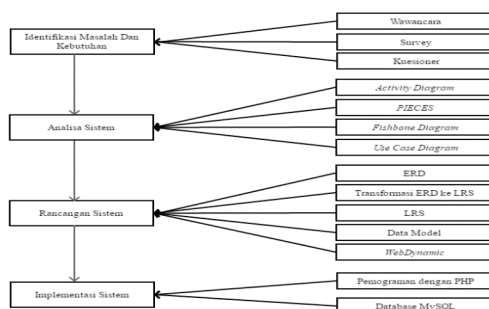 Identifikasi Masalah Dan
Kebutuhan
Wawancara
Survey
Kuesioner
Analisa Sistem
Activity Diagram
PIECES
Fishbone Diagram
Use Case Diagram
Rancangan Sistem
ERD
Transformasi ERD ke LRS
LRS
Data Model
WebDynamic
Implementasi Sistem
Pemograman dengan PHP
Database MySQL